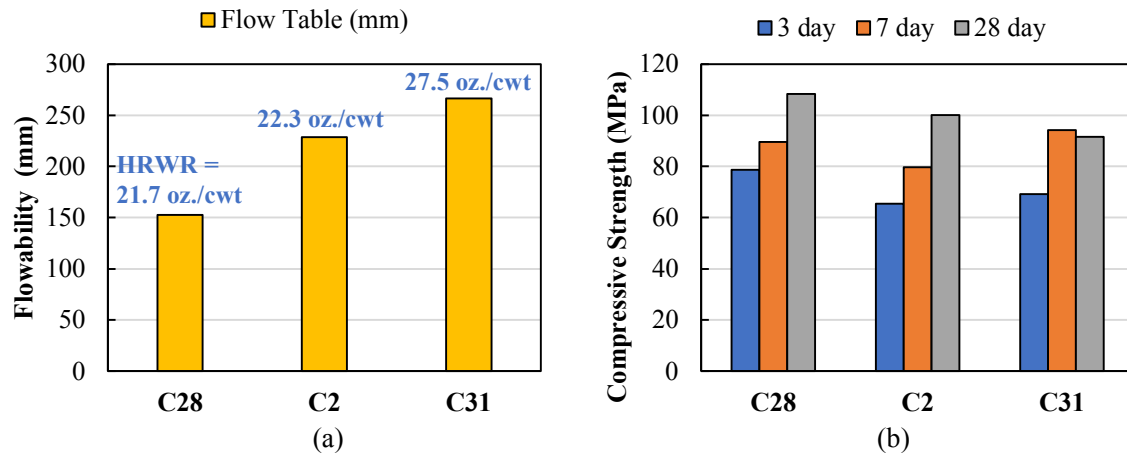 Flow Table (mm)
300
250
200
150
100
50
0
Flowability (mm)
HRWR =
21.7 oz./cwt
22.3 oz./cwt
27.5 oz./cwt
C28
C2
C31
(a)
3 day
7 day
28 day
120
100
80
60
40
20
0
Compressive Strength (MPa)
C28
C2
C31
(b)